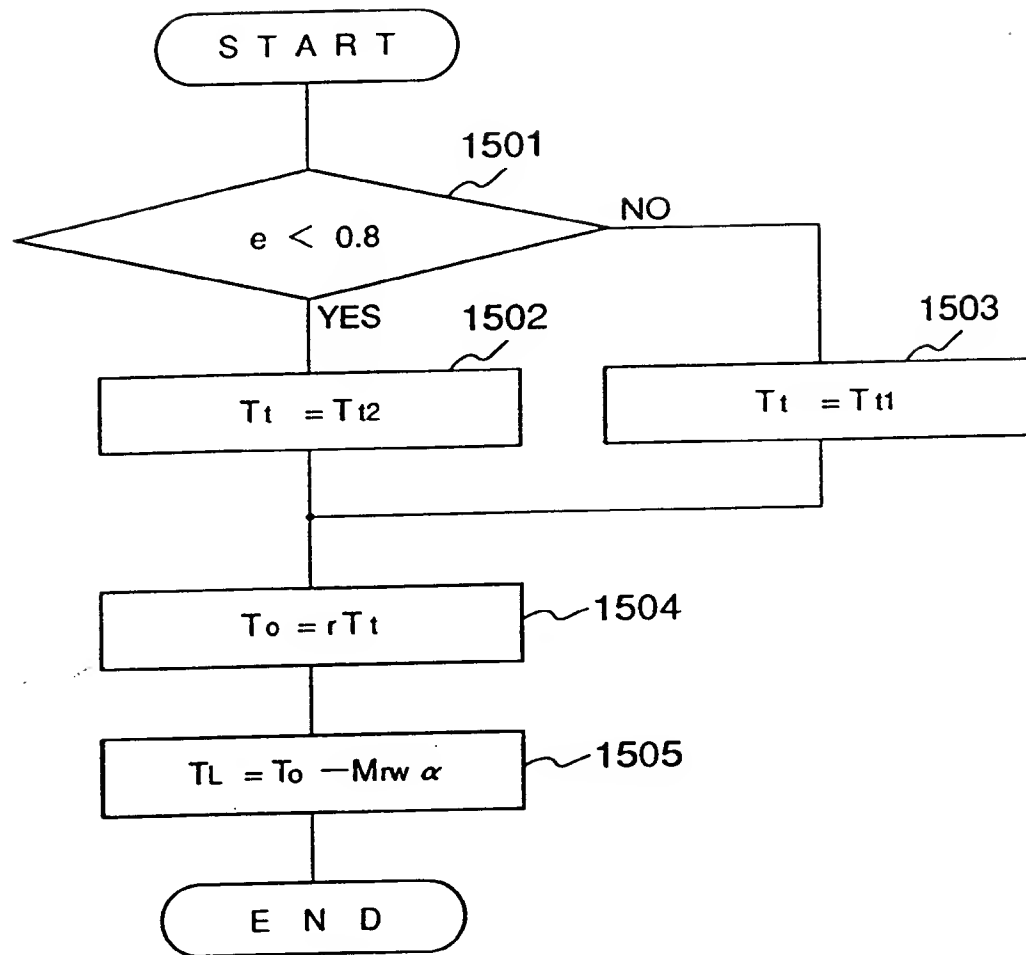 START
1501
NO
e < 0.8
YES
1502
1503
Tt = Tt2
Tt = Tt1
To = rTt
1504
TL = To — Mrw α
1505
END